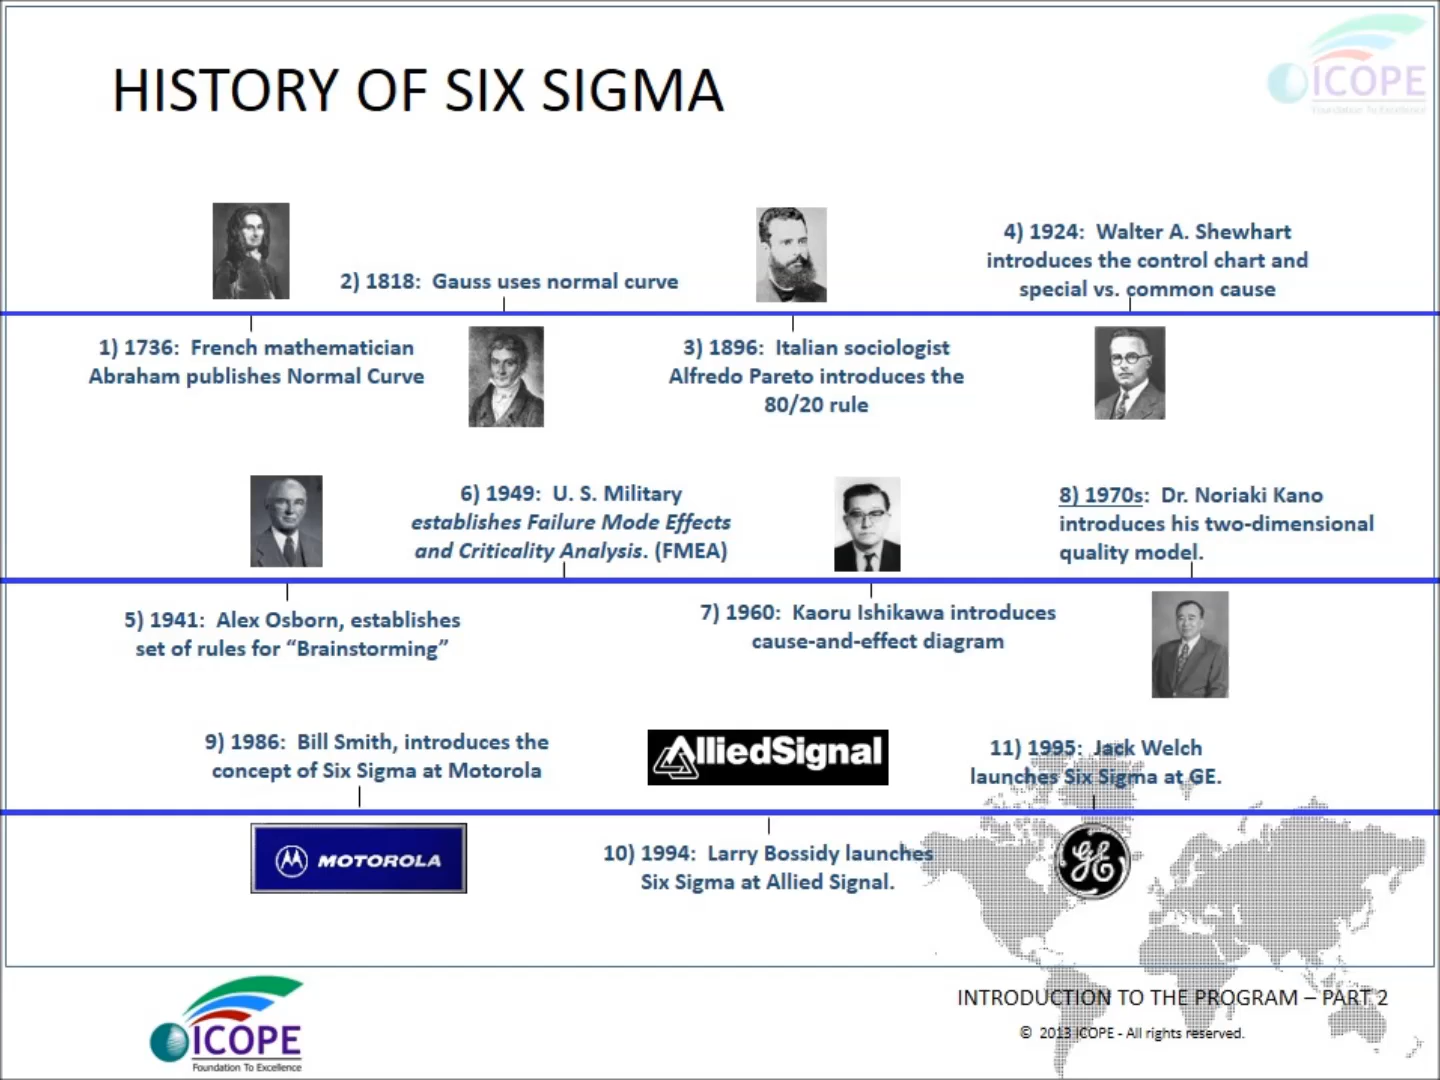 HISTORY OF SIX SIGMA
ICOPE
Foundation To Excellence
4) 1924: Walter A. Shewhart
introduces the control chart and
special vs. common cause
2) 1818: Gauss uses normal curve
1) 1736: French mathematician
Abraham publishes Normal Curve
3) 1896: Italian sociologist
Alfredo Pareto introduces the
80/20 rule
6) 1949: U. S. Military
establishes Failure Mode Effects
and Criticality Analysis. (FMEA)
8) 1970s: Dr. Noriaki Kano
introduces his two-dimensional
quality model.
5) 1941: Alex Osborn, establishes
set of rules for “Brainstorming”
7) 1960: Kaoru Ishikawa introduces
cause-and-effect diagram
9) 1986: Bill Smith, introduces the
concept of Six Sigma at Motorola
AlliedSignal
11) 1995: Jack Welch
launches Six Sigma at GE.
MOTOROLA
10) 1994: Larry Bossidy launches
Six Sigma at Allied Signal.
GE
ICOPE
Foundation To Excellence
INTRODUCTION TO THE PROGRAM – PART 2
© 2013 ICOPE - All rights reserved.